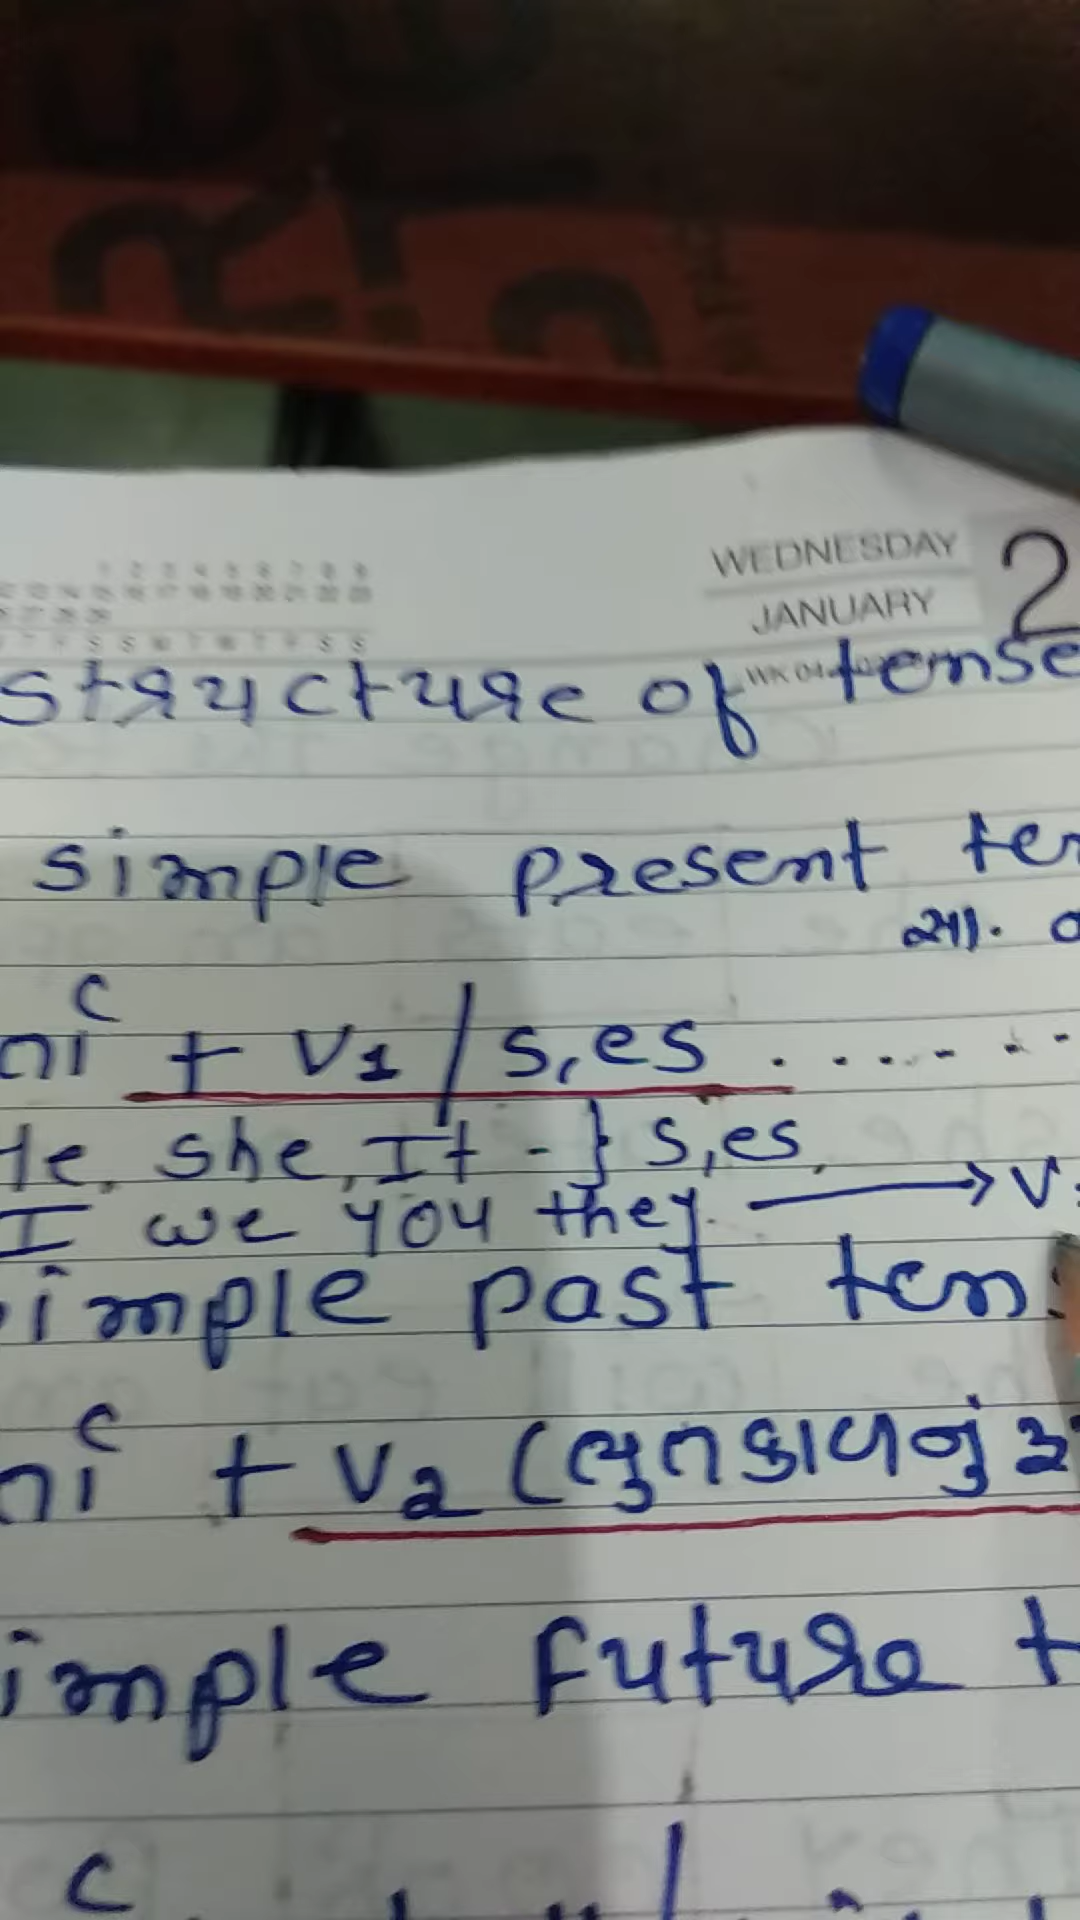 WEDNESDAY
JANUARY 2
structure of tense
simple present
સા.
+ V1 / s, es ........
He, she, It - } s, es,
I we you they. → V
imple past ten
+ V2 (ભુતકાળનું
imple future t